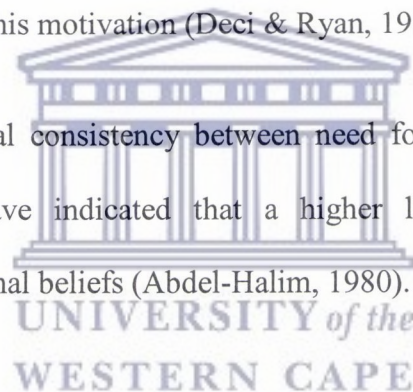 his motivation (Deci & Ryan, 19
al consistency between need fo
ave indicated that a higher l
nal beliefs (Abdel-Halim, 1980).
UNIVERSITY of the
WESTERN CAPE